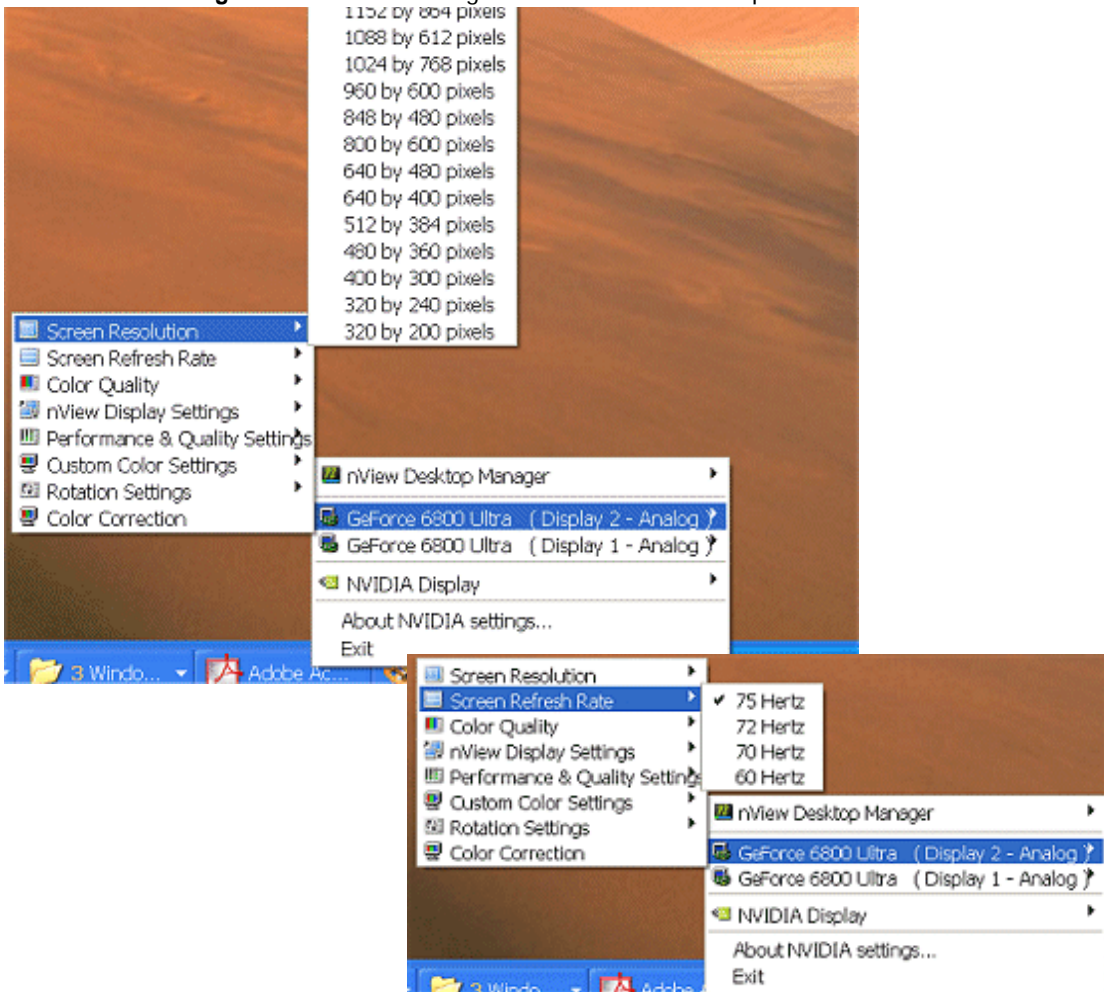 1152 by 864 pixels
1088 by 612 pixels
1024 by 768 pixels
960 by 600 pixels
848 by 480 pixels
800 by 600 pixels
640 by 480 pixels
640 by 400 pixels
512 by 384 pixels
480 by 360 pixels
400 by 300 pixels
320 by 240 pixels
320 by 200 pixels
Screen Resolution
Screen Refresh Rate
Color Quality
nView Display Settings
Performance & Quality Settings
Custom Color Settings
Rotation Settings
Color Correction
nView Desktop Manager
GeForce 6800 Ultra ( Display 2 - Analog )
GeForce 6800 Ultra ( Display 1 - Analog )
NVIDIA Display
About NVIDIA settings...
Exit
3 Windo...
Adobe Ac...
Screen Resolution
Screen Refresh Rate
Color Quality
nView Display Settings
Performance & Quality Settings
Custom Color Settings
Rotation Settings
Color Correction
75 Hertz
72 Hertz
70 Hertz
60 Hertz
nView Desktop Manager
GeForce 6800 Ultra ( Display 2 - Analog )
GeForce 6800 Ultra ( Display 1 - Analog )
NVIDIA Display
About NVIDIA settings...
Exit
3 Windo...
Adobe